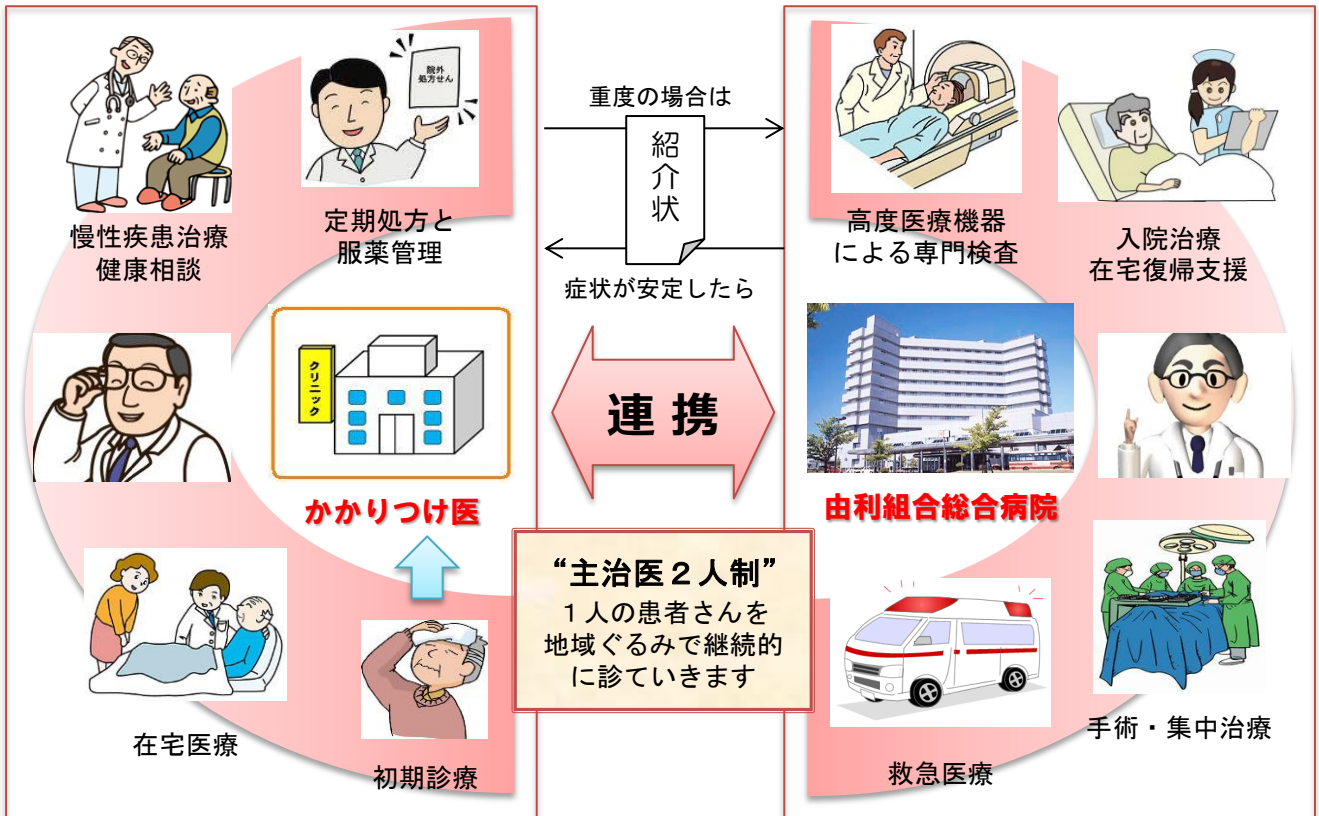 院外
処方せん
慢性疾患治療
健康相談
定期処方と
服薬管理
クリニック
かかりつけ医
在宅医療
初期診療
重度の場合は
紹介状
症状が安定したら
連携
“主治医２人制”
１人の患者さんを
地域ぐるみで継続的
に診ていきます
高度医療機器
による専門検査
入院治療
在宅復帰支援
由利組合総合病院
救急医療
手術・集中治療